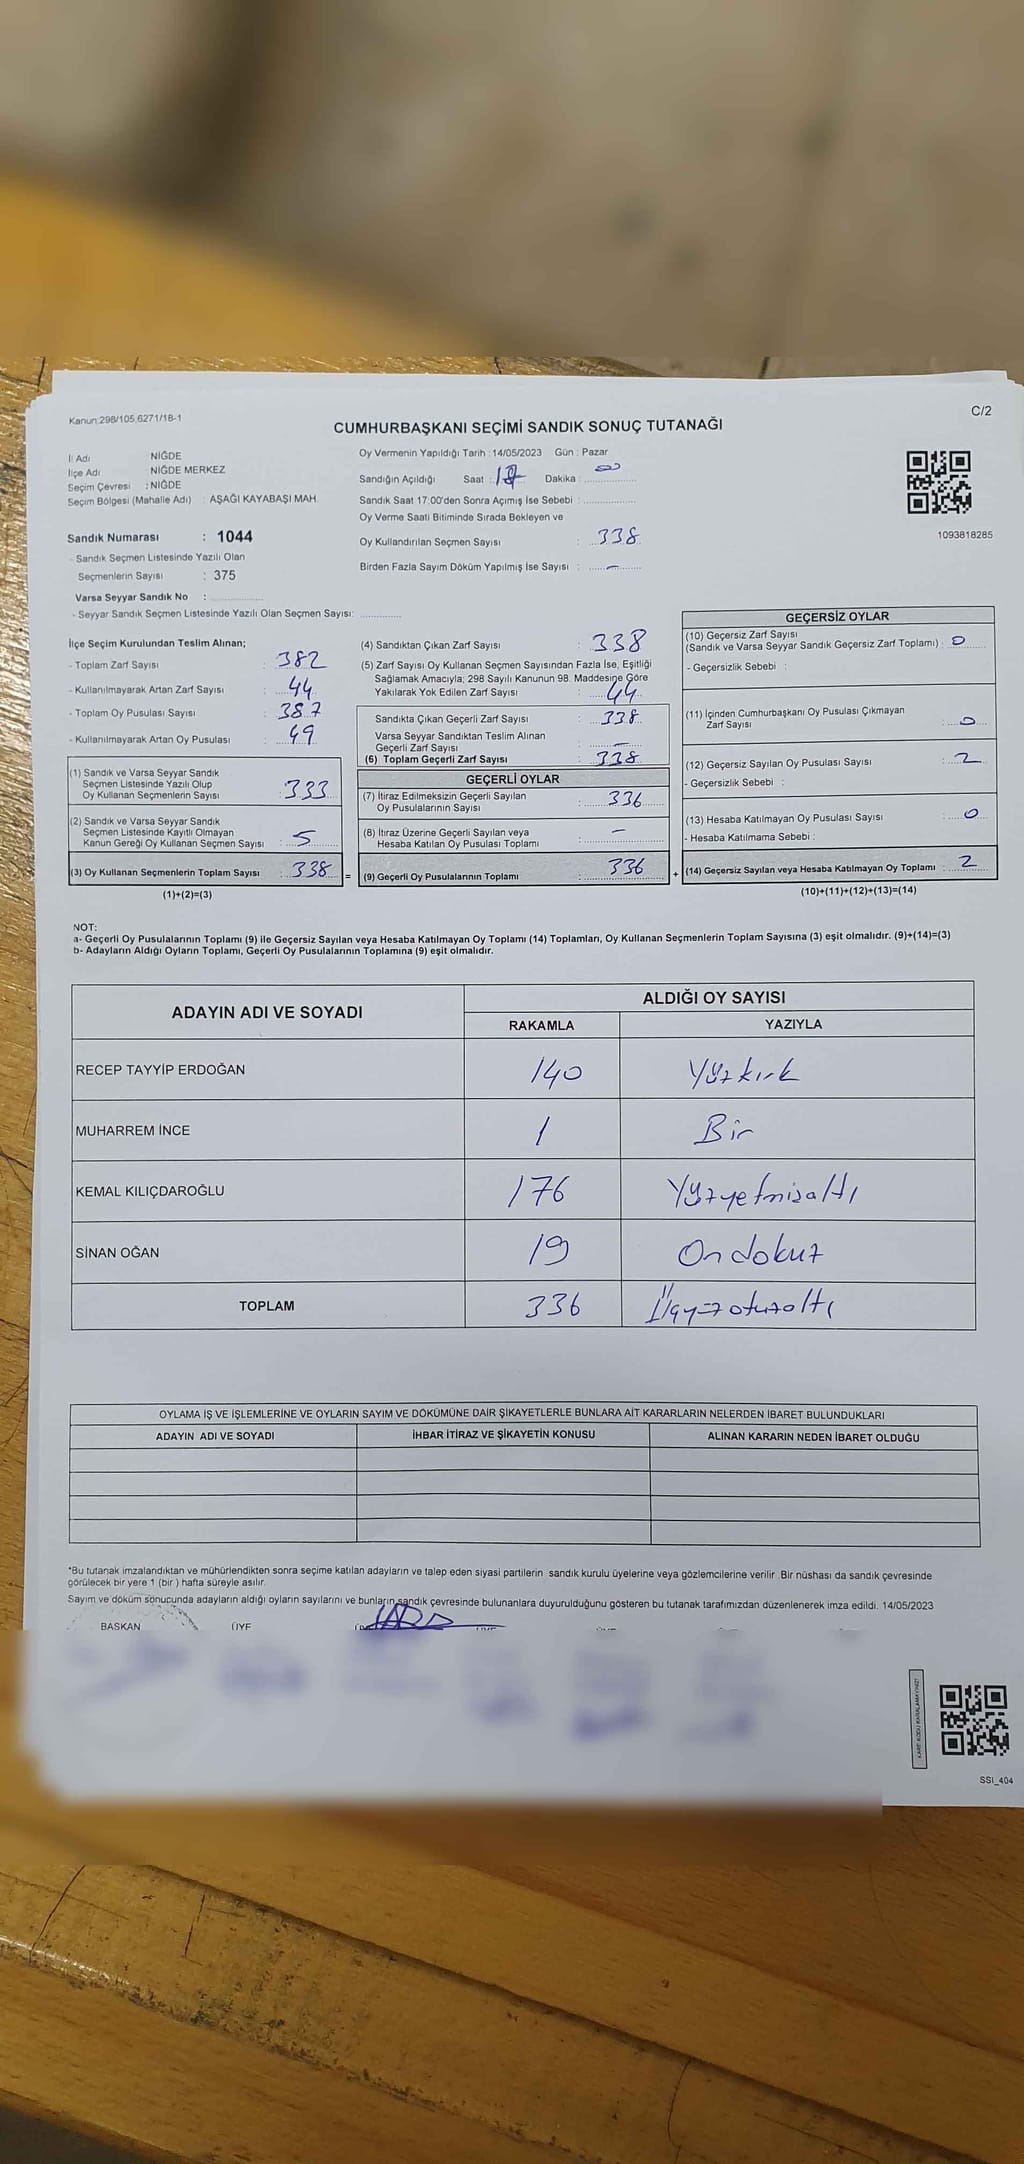 Kanun:298/105,6271/18-1
C/2
CUMHURBAŞKANI SEÇİMİ SANDIK SONUÇ TUTANAĞI
İl Adı NİĞDE
İlçe Adı : NİĞDE MERKEZ
Seçim Çevresi : NİĞDE
Seçim Bölgesi (Mahalle Adı) : AŞAĞI KAYABAŞI MAH.
Sandık Numarası : 1044
- Sandık Seçmen Listesinde Yazılı Olan
Seçmenlerin Sayısı : 375
Varsa Seyyar Sandık No :
- Seyyar Sandık Seçmen Listesinde Yazılı Olan Seçmen Sayısı:
Oy Vermenin Yapıldığı Tarih :14/05/2023 Gün : Pazar
Sandığın Açıldığı Saat : Dakika : 00
Sandık Saat 17:00'den Sonra Açımış İse Sebebi :
Oy Verme Saati Bitiminde Sırada Bekleyen ve
Oy Kullandırılan Seçmen Sayısı : 338
Birden Fazla Sayım Döküm Yapılmış İse Sayısı : -
1093818285
İlçe Seçim Kurulundan Teslim Alınan;
- Toplam Zarf Sayısı : 382
- Kullanılmayarak Artan Zarf Sayısı : 44
- Toplam Oy Pusulası Sayısı : 387
- Kullanılmayarak Artan Oy Pusulası : 49
(1) Sandık ve Varsa Seyyar Sandık
Seçmen Listesinde Yazılı Olup
Oy Kullanan Seçmenlerin Sayısı : 333
(2) Sandık ve Varsa Seyyar Sandık
Seçmen Listesinde Kayıtlı Olmayan
Kanun Gereği Oy Kullanan Seçmen Sayısı : 5
(3) Oy Kullanan Seçmenlerin Toplam Sayısı : 338 =
(1)+(2)=(3)
(4) Sandıktan Çıkan Zarf Sayısı : 338
(5) Zarf Sayısı Oy Kullanan Seçmen Sayısından Fazla İse, Eşitliği
Sağlamak Amacıyla; 298 Sayılı Kanunun 98. Maddesine Göre
Yakılarak Yok Edilen Zarf Sayısı : 44
Sandıkta Çıkan Geçerli Zarf Sayısı : 338
Varsa Seyyar Sandıktan Teslim Alınan
Geçerli Zarf Sayısı : -
(6) Toplam Geçerli Zarf Sayısı : 338
GEÇERLİ OYLAR
(7) İtiraz Edilmeksizin Geçerli Sayılan
Oy Pusulalarının Sayısı : 336
(8) İtiraz Üzerine Geçerli Sayılan veya
Hesaba Katılan Oy Pusulası Toplamı : -
(9) Geçerli Oy Pusulalarının Toplamı : 336 +
GEÇERSİZ OYLAR
(10) Geçersiz Zarf Sayısı
(Sandık ve Varsa Seyyar Sandık Geçersiz Zarf Toplamı) : 0
- Geçersizlik Sebebi :
(11) İçinden Cumhurbaşkanı Oy Pusulası Çıkmayan
Zarf Sayısı : 0
(12) Geçersiz Sayılan Oy Pusulası Sayısı : 2
- Geçersizlik Sebebi :
(13) Hesaba Katılmayan Oy Pusulası Sayısı : 0
- Hesaba Katılmama Sebebi :
(14) Geçersiz Sayılan veya Hesaba Katılmayan Oy Toplamı : 2
(10)+(11)+(12)+(13)=(14)
NOT:
a- Geçerli Oy Pusulalarının Toplamı (9) ile Geçersiz Sayılan veya Hesaba Katılmayan Oy Toplamı (14) Toplamları, Oy Kullanan Seçmenlerin Toplam Sayısına (3) eşit olmalıdır. (9)+(14)=(3)
b- Adayların Aldığı Oyların Toplamı, Geçerli Oy Pusulalarının Toplamına (9) eşit olmalıdır.
ADAYIN ADI VE SOYADI ALDIĞI OY SAYISI
RAKAMLA YAZIYLA
RECEP TAYYİP ERDOĞAN 140 Yüzkırk
MUHARREM İNCE 1 Bir
KEMAL KILIÇDAROĞLU 176 Yüzyetmişaltı
SİNAN OĞAN 19 Ondokuz
TOPLAM 336 Üçyüzotuzaltı
OYLAMA İŞ VE İŞLEMLERİNE VE OYLARIN SAYIM VE DÖKÜMÜNE DAİR ŞİKAYETLERLE BUNLARA AİT KARARLARIN NELERDEN İBARET BULUNDUKLARI
ADAYIN ADI VE SOYADI İHBAR İTİRAZ VE ŞİKAYETİN KONUSU ALINAN KARARIN NEDEN İBARET OLDUĞU
*Bu tutanak imzalandıktan ve mühürlendikten sonra seçime katılan adayların ve talep eden siyasi partilerin sandık kurulu üyelerine veya gözlemcilerine verilir. Bir nüshası da sandık çevresinde
görülecek bir yere 1 (bir ) hafta süreyle asılır.
Sayım ve döküm sonucunda adayların aldığı oyların sayılarını ve bunların sandık çevresinde bulunanlara duyurulduğunu gösteren bu tutanak tarafımızdan düzenlenerek imza edildi. 14/05/2023
BAŞKAN ÜYE
SSI_404